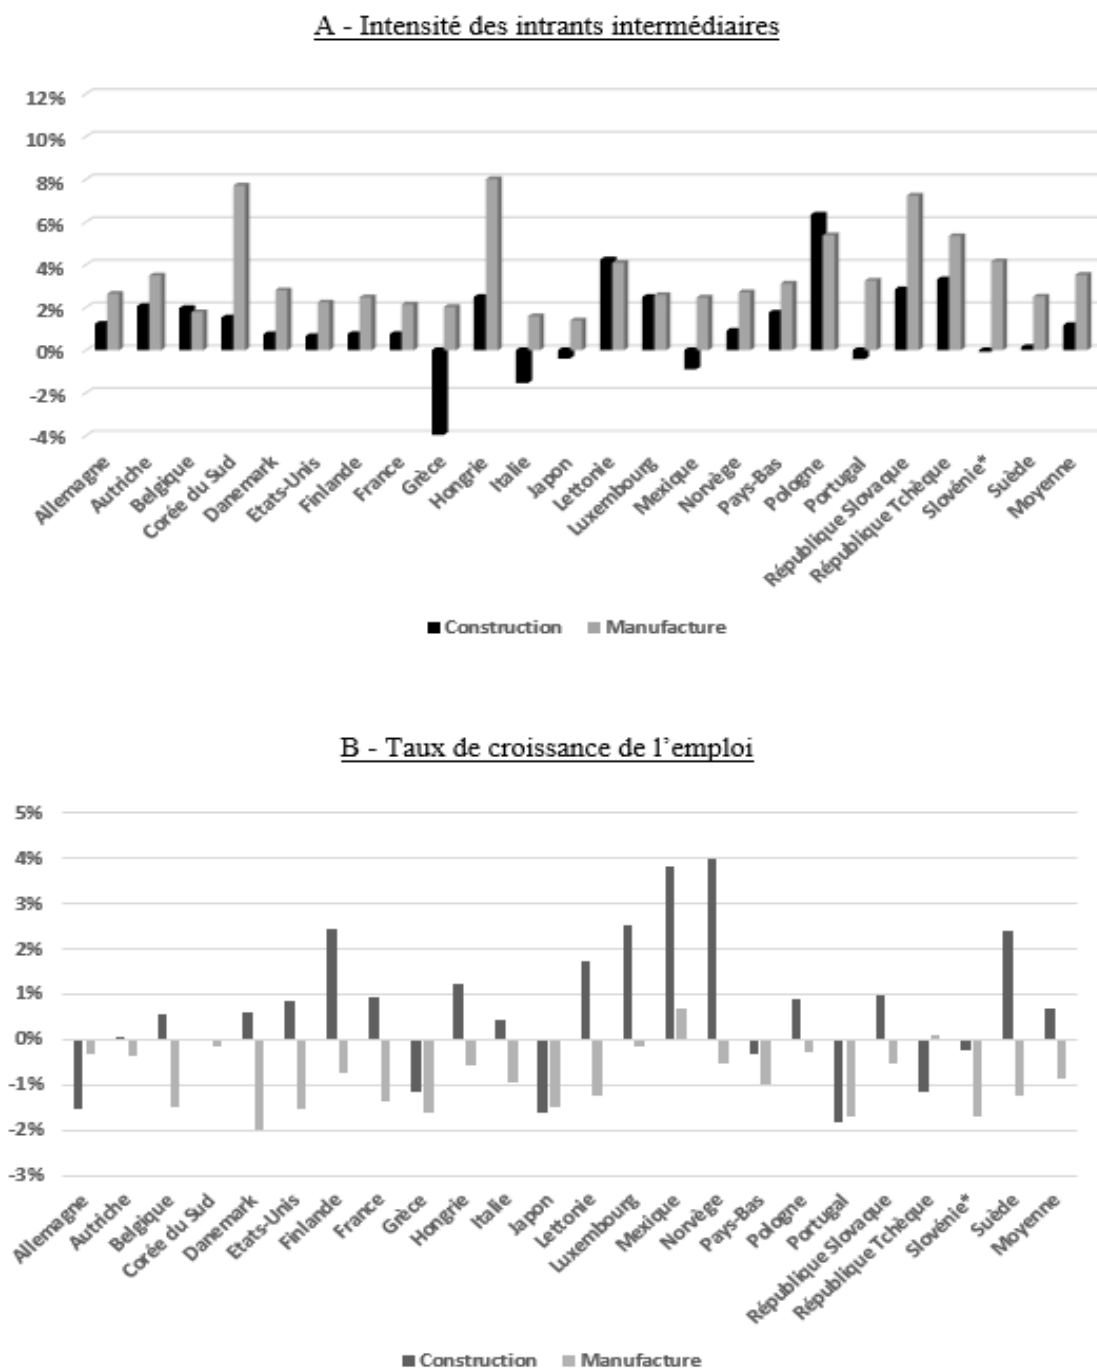 A - Intensité des intrants intermédiaires
12%
10%
8%
6%
4%
2%
0%
-2%
-4%
Allemagne
Autriche
Belgique
Corée du Sud
Danemark
Etats-Unis
Finlande
France
Grèce
Hongrie
Italie
Japon
Lettonie
Luxembourg
Mexique
Norvège
Pays-Bas
Pologne
Portugal
République Slovaque
République Tchèque
Slovénie*
Suède
Moyenne
Construction Manufacture
B - Taux de croissance de l’emploi
5%
4%
3%
2%
1%
0%
-1%
-2%
-3%
Allemagne
Autriche
Belgique
Corée du Sud
Danemark
Etats-Unis
Finlande
France
Grèce
Hongrie
Italie
Japon
Lettonie
Luxembourg
Mexique
Norvège
Pays-Bas
Pologne
Portugal
République Slovaque
République Tchèque
Slovénie*
Suède
Moyenne
Construction Manufacture